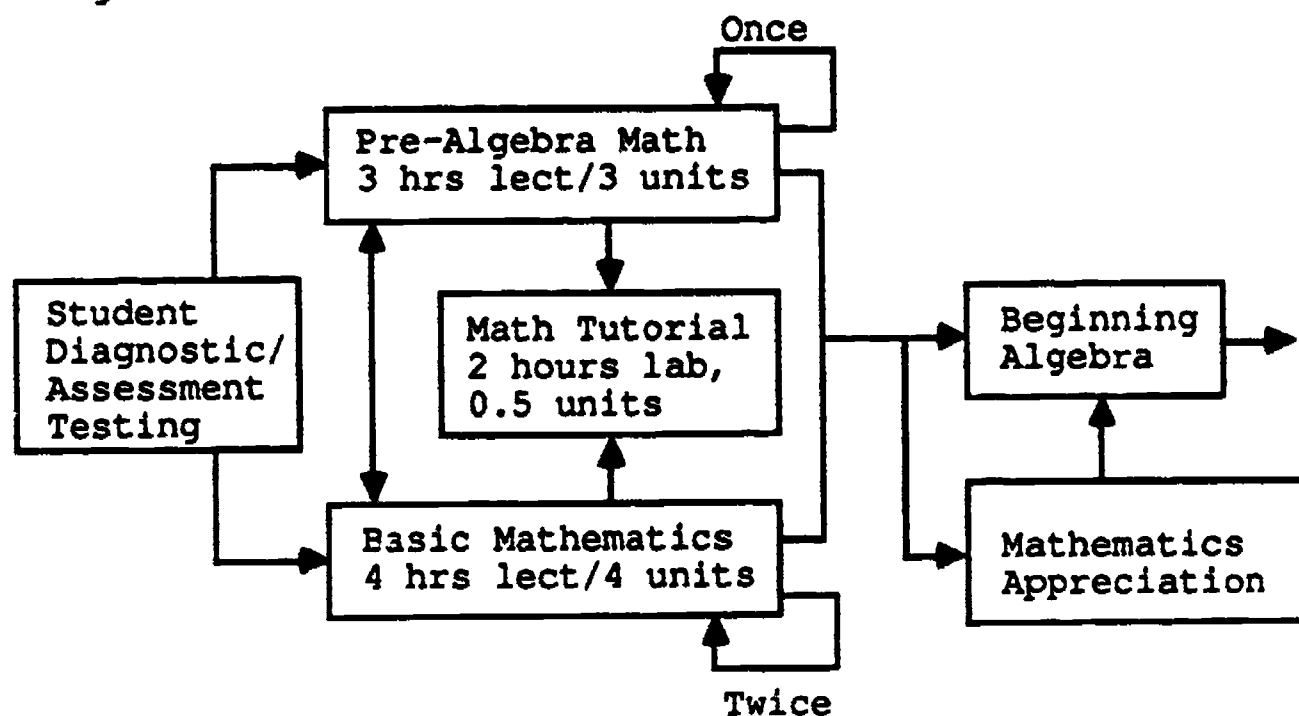 Once
Pre-Algebra Math
3 hrs lect/3 units
Student
Diagnostic/
Assessment
Testing
Math Tutorial
2 hours lab,
0.5 units
Beginning
Algebra
Basic Mathematics
4 hrs lect/4 units
Mathematics
Appreciation
Twice